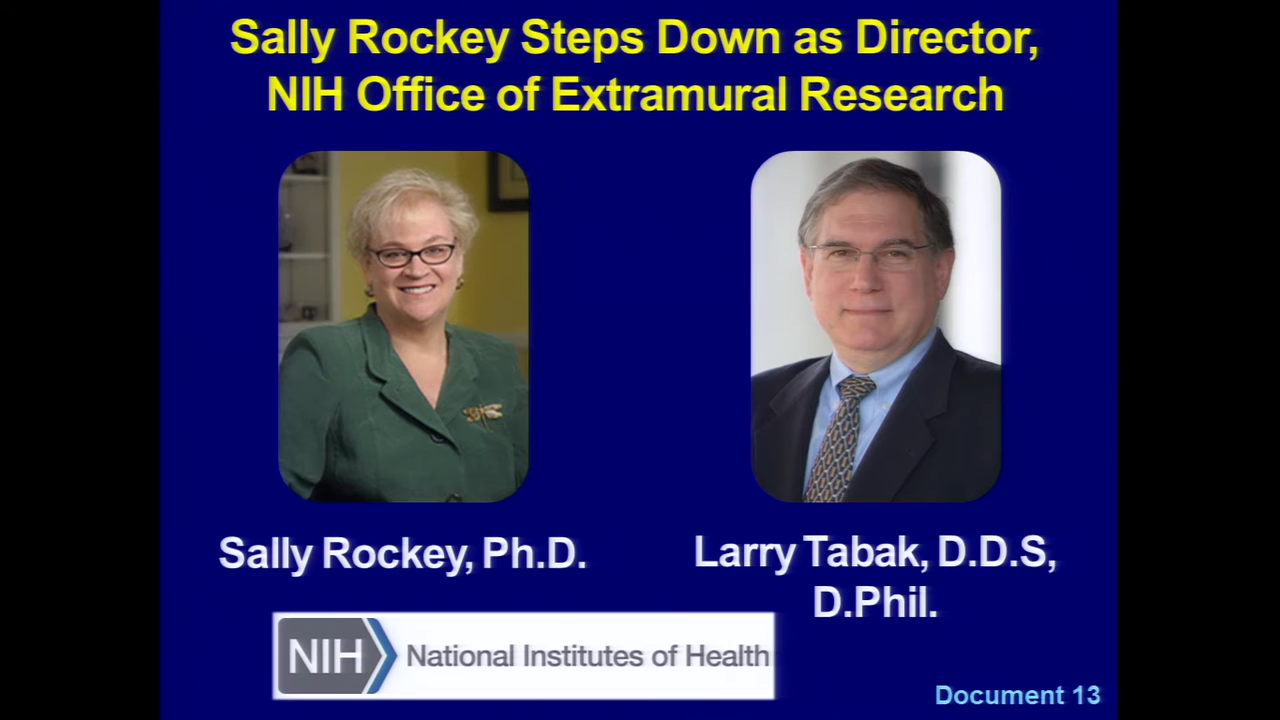 Sally Rockey Steps Down as Director,
NIH Office of Extramural Research
Sally Rockey, Ph.D.
Larry Tabak, D.D.S,
D.Phil.
NIH National Institutes of Health
Document 13